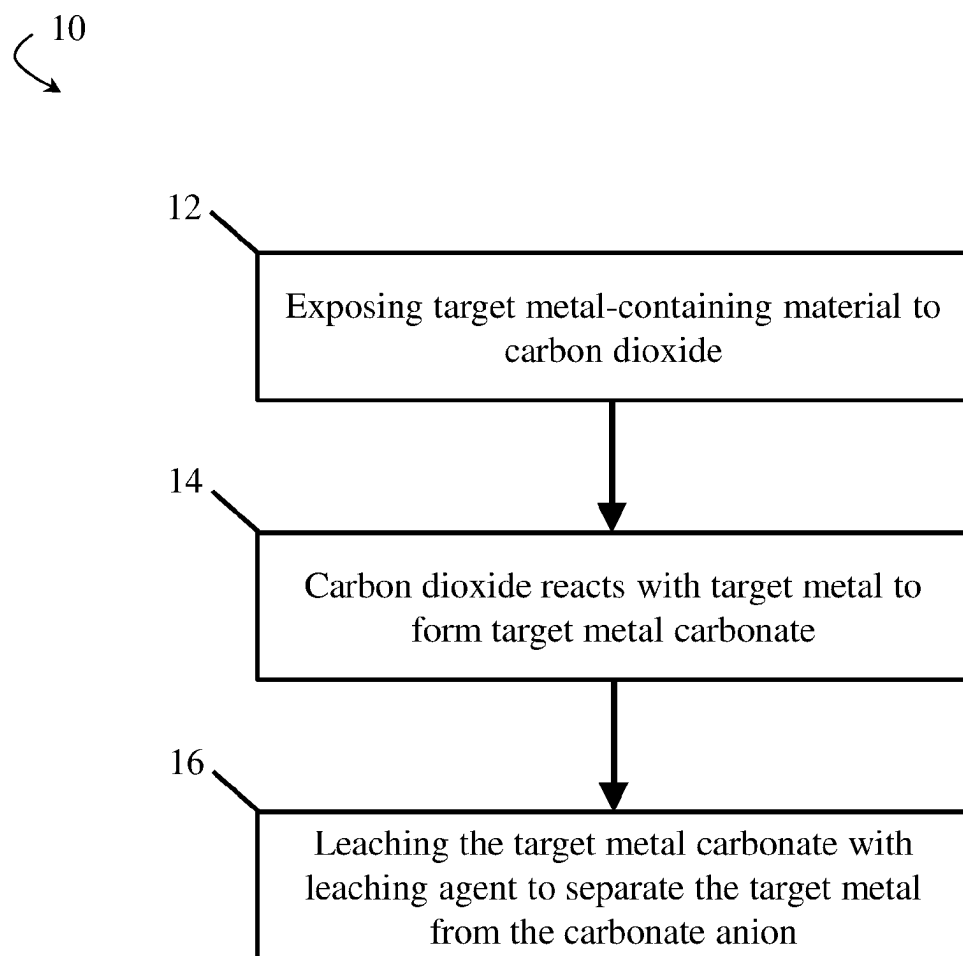 10
12
Exposing target metal-containing material to
carbon dioxide
14
Carbon dioxide reacts with target metal to
form target metal carbonate
16
Leaching the target metal carbonate with
leaching agent to separate the target metal
from the carbonate anion